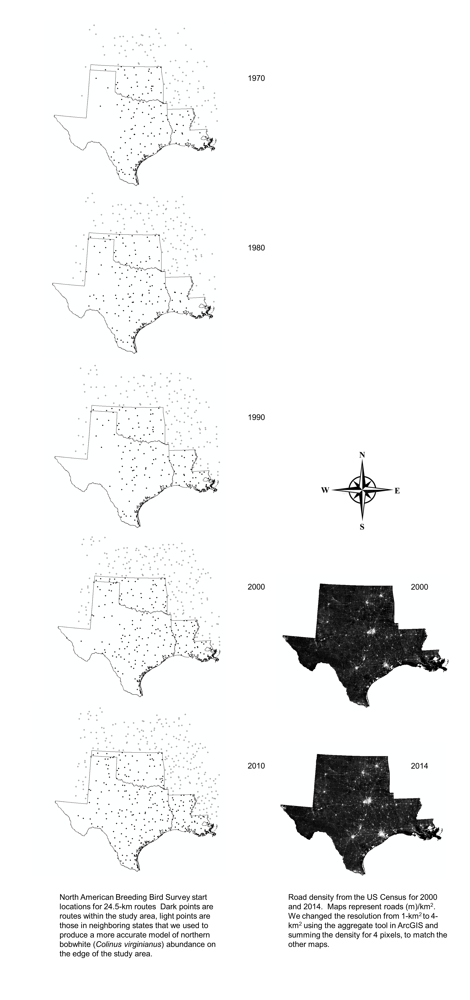 1970
1980
1990
N
W
E
S
2000
2000
2010
2014
North American Breeding Bird Survey start
locations for 24.5-km routes  Dark points are
routes within the study area, light points are
those in neighboring states that we used to
produce a more accurate model of northern
bobwhite (Colinus virginianus) abundance on
the edge of the study area.
Road density from the US Census for 2000
and 2014.  Maps represent roads (m)/km².
We changed the resolution from 1-km² to 4-
km² using the aggregate tool in ArcGIS and
summing the density for 4 pixels, to match the
other maps.